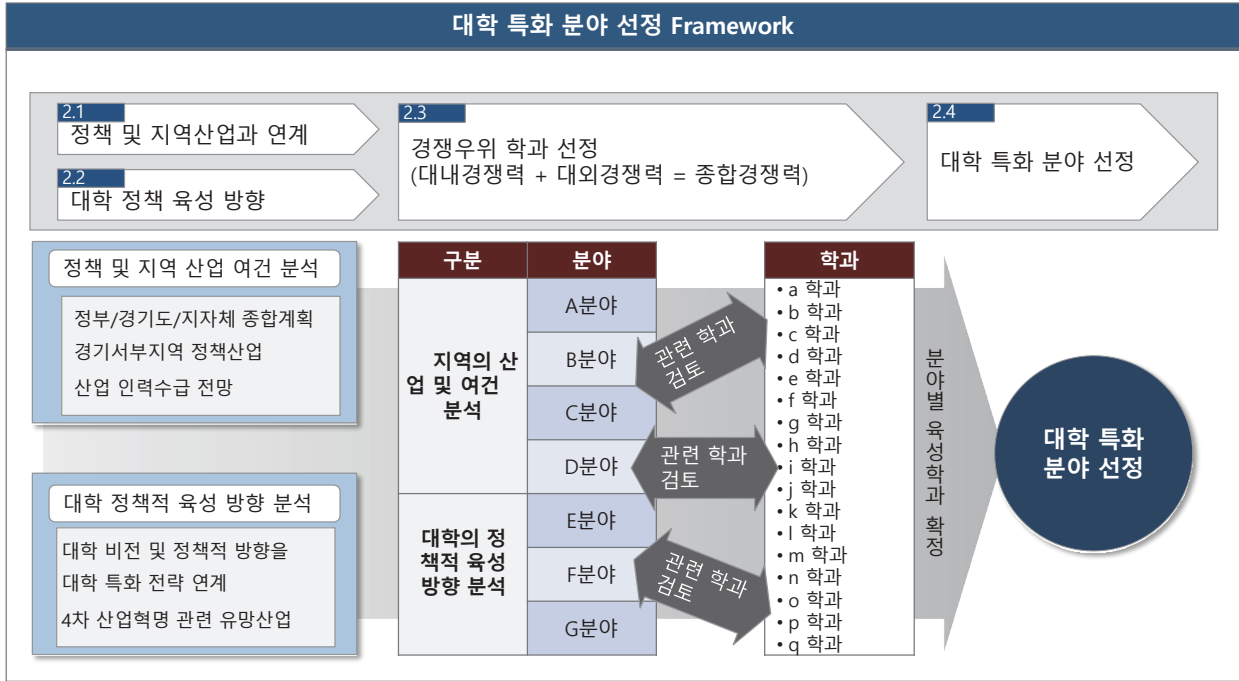 대학 특화 분야 선정 Framework
2.1
정책 및 지역산업과 연계
2.2
대학 정책 육성 방향
2.3
경쟁우위 학과 선정
(대내경쟁력 + 대외경쟁력 = 종합경쟁력)
2.4
대학 특화 분야 선정
정책 및 지역 산업 여건 분석
정부/경기도/지자체 종합계획
경기서부지역 정책산업
산업 인력수급 전망
대학 정책적 육성 방향 분석
대학 비전 및 정책적 방향을
대학 특화 전략 연계
4차 산업혁명 관련 유망산업
구분
분야
지역의 산
업 및 여건
분석
A분야
B분야
C분야
D분야
대학의 정
책적 육성
방향 분석
E분야
F분야
G분야
관련 학과
검토
관련 학과
검토
관련 학과
검토
학과
• a 학과
• b 학과
• c 학과
• d 학과
• e 학과
• f 학과
• g 학과
• h 학과
• i 학과
• j 학과
• k 학과
• l 학과
• m 학과
• n 학과
• o 학과
• p 학과
• q 학과
분야별 육성학과 확정
대학 특화
분야 선정